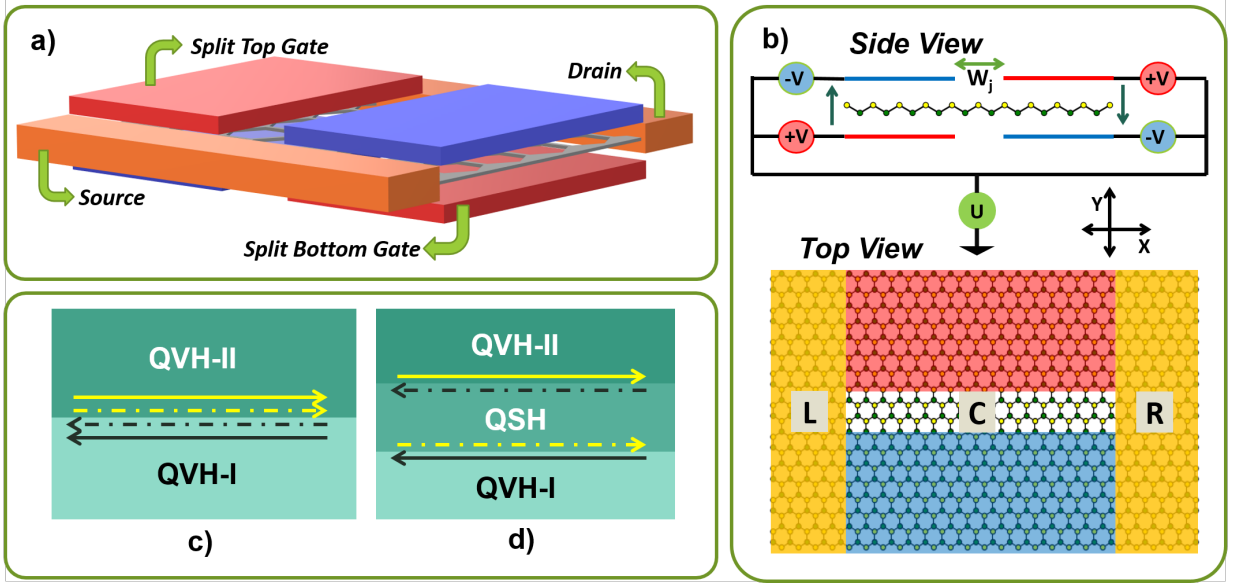 a)
Split Top Gate
Drain
Source
Split Bottom Gate
b)
Side View
-V
Wj
+V
+V
-V
U
Y
X
Top View
L
C
R
QVH-II
QVH-I
c)
QVH-II
QSH
QVH-I
d)